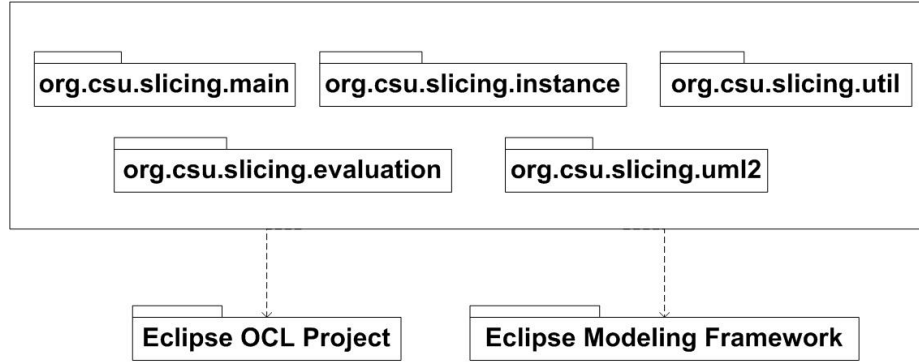 org.csu.slicing.main
org.csu.slicing.instance
org.csu.slicing.util
org.csu.slicing.evaluation
org.csu.slicing.uml2
Eclipse OCL Project
Eclipse Modeling Framework